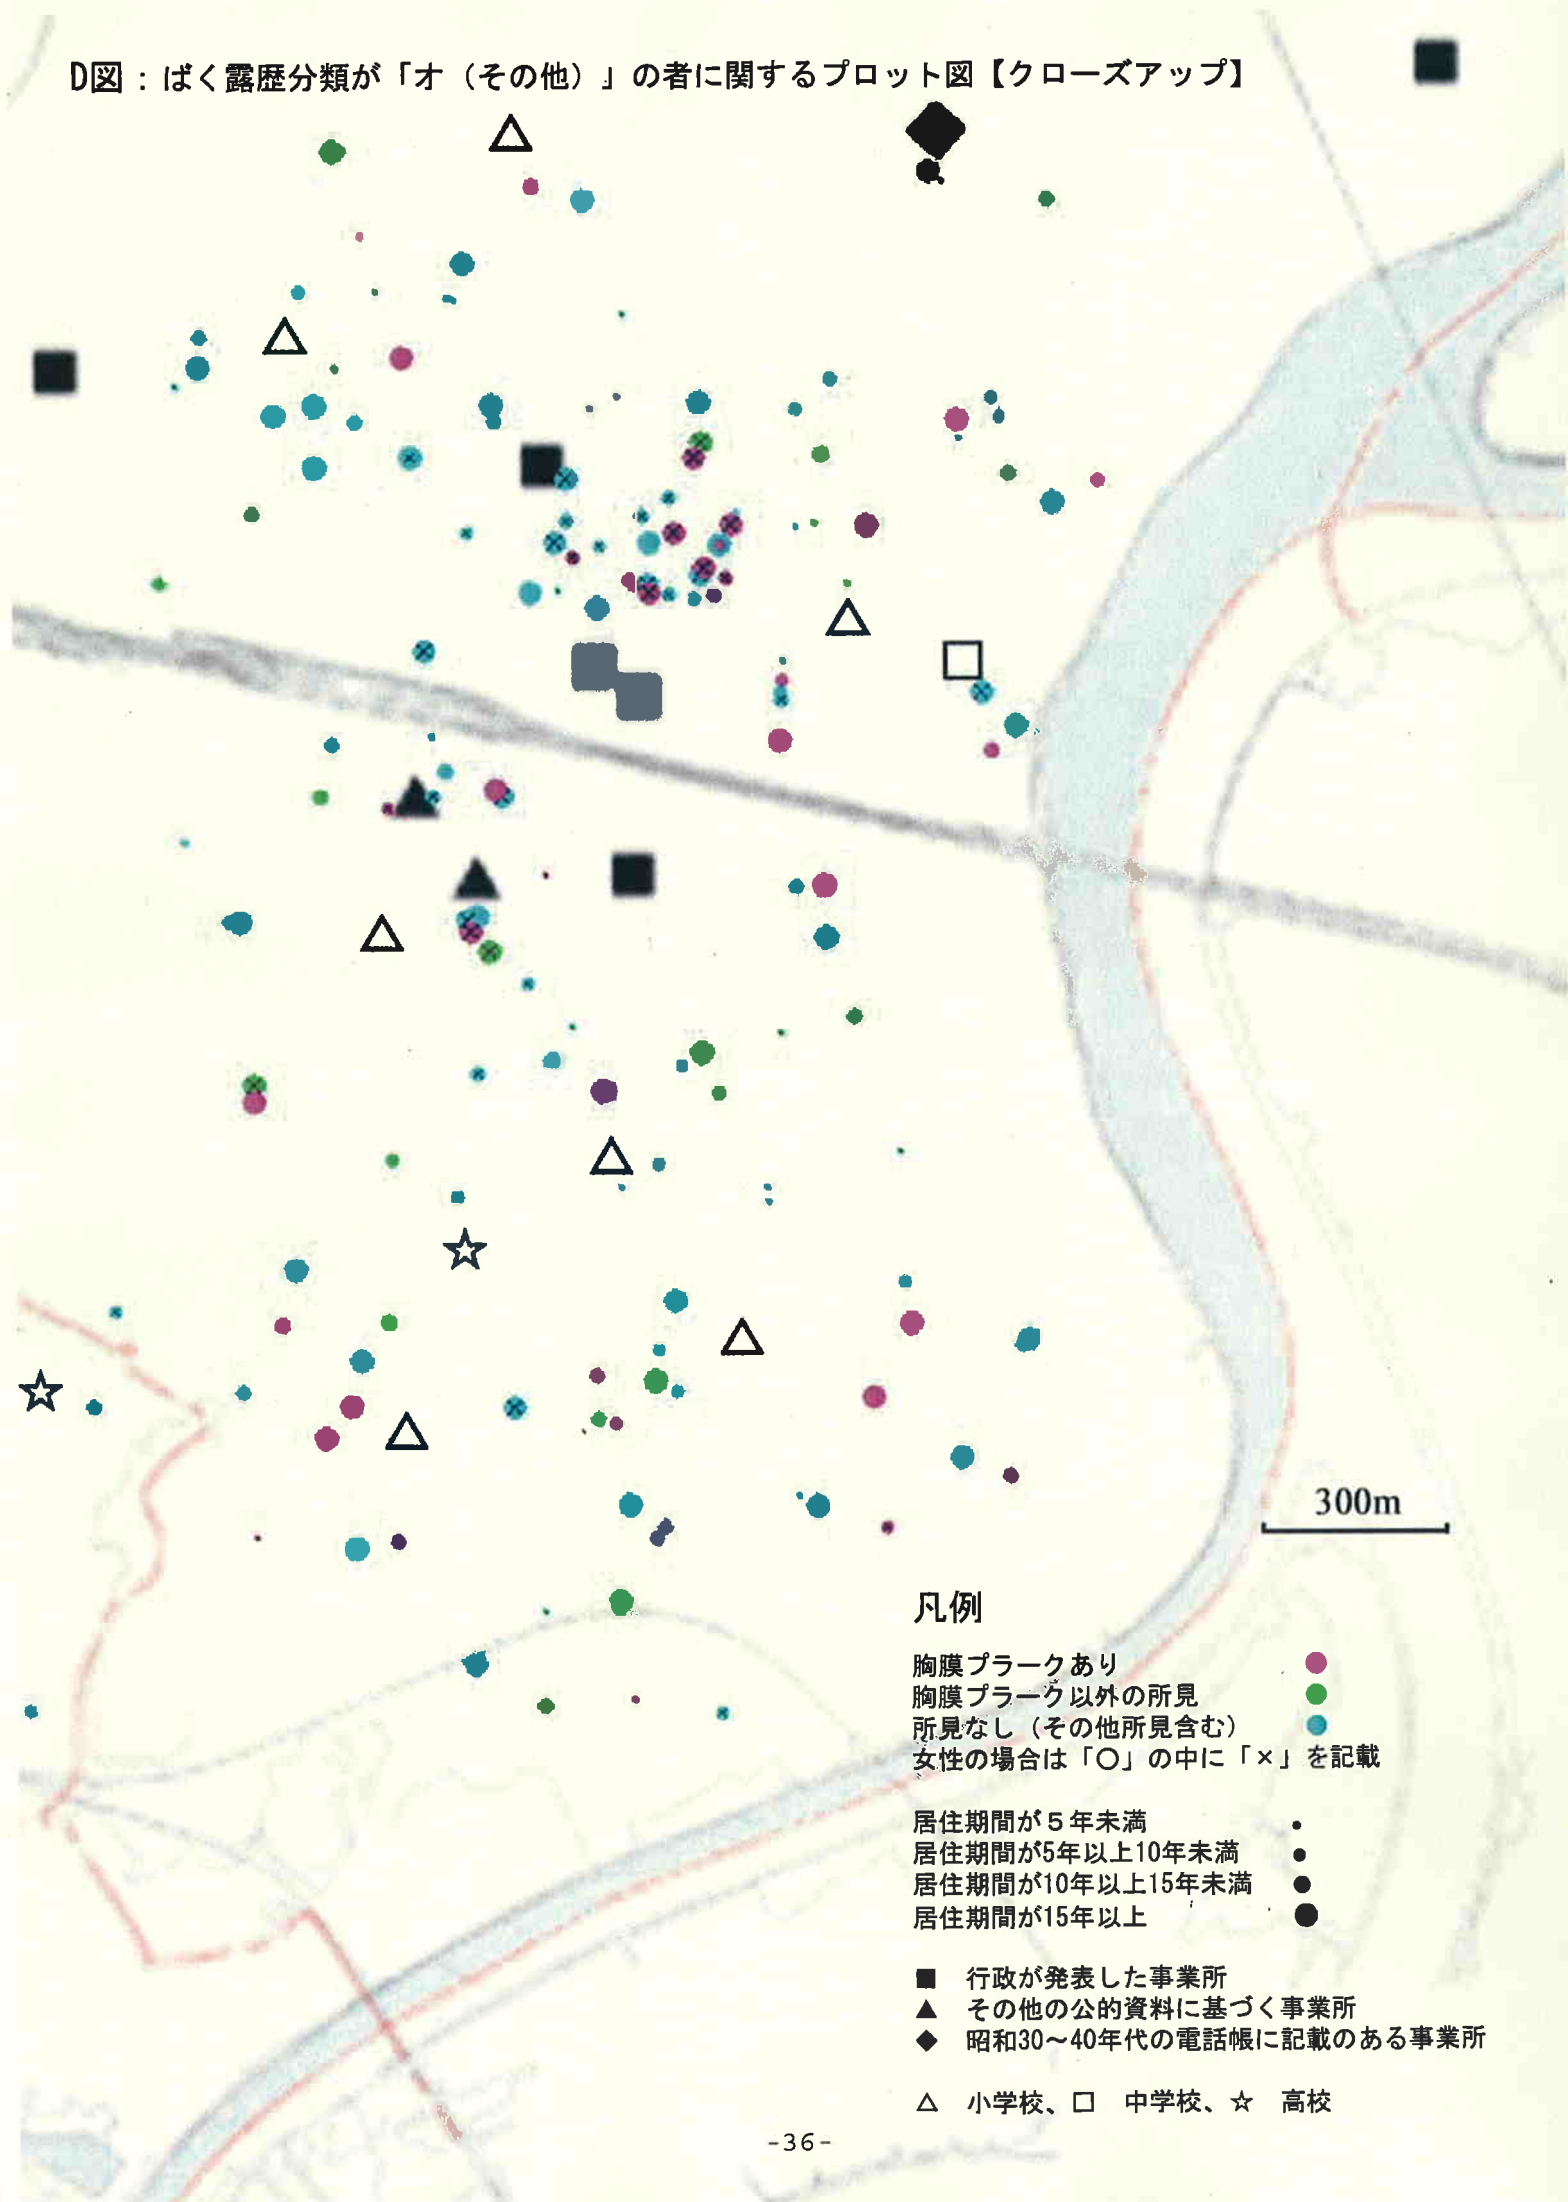 D図：ばく露歴分類が「オ（その他）」の者に関するプロット図【クローズアップ】
300m
凡例
胸膜プラークあり
胸膜プラーク以外の所見
所見なし（その他所見含む）
女性の場合は「〇」の中に「×」を記載
居住期間が５年未満
居住期間が5年以上10年未満
居住期間が10年以上15年未満
居住期間が15年以上
■ 行政が発表した事業所
▲ その他の公的資料に基づく事業所
◆ 昭和30～40年代の電話帳に記載のある事業所
△ 小学校、□ 中学校、☆ 高校
-36-